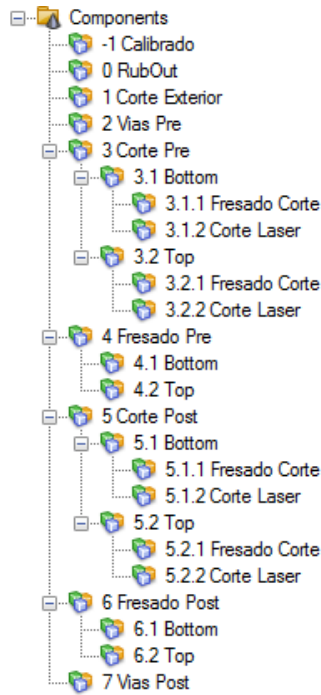 Components
-1 Calibrado
0 RubOut
1 Corte Exterior
2 Vias Pre
3 Corte Pre
3.1 Bottom
3.1.1 Fresado Corte
3.1.2 Corte Laser
3.2 Top
3.2.1 Fresado Corte
3.2.2 Corte Laser
4 Fresado Pre
4.1 Bottom
4.2 Top
5 Corte Post
5.1 Bottom
5.1.1 Fresado Corte
5.1.2 Corte Laser
5.2 Top
5.2.1 Fresado Corte
5.2.2 Corte Laser
6 Fresado Post
6.1 Bottom
6.2 Top
7 Vias Post